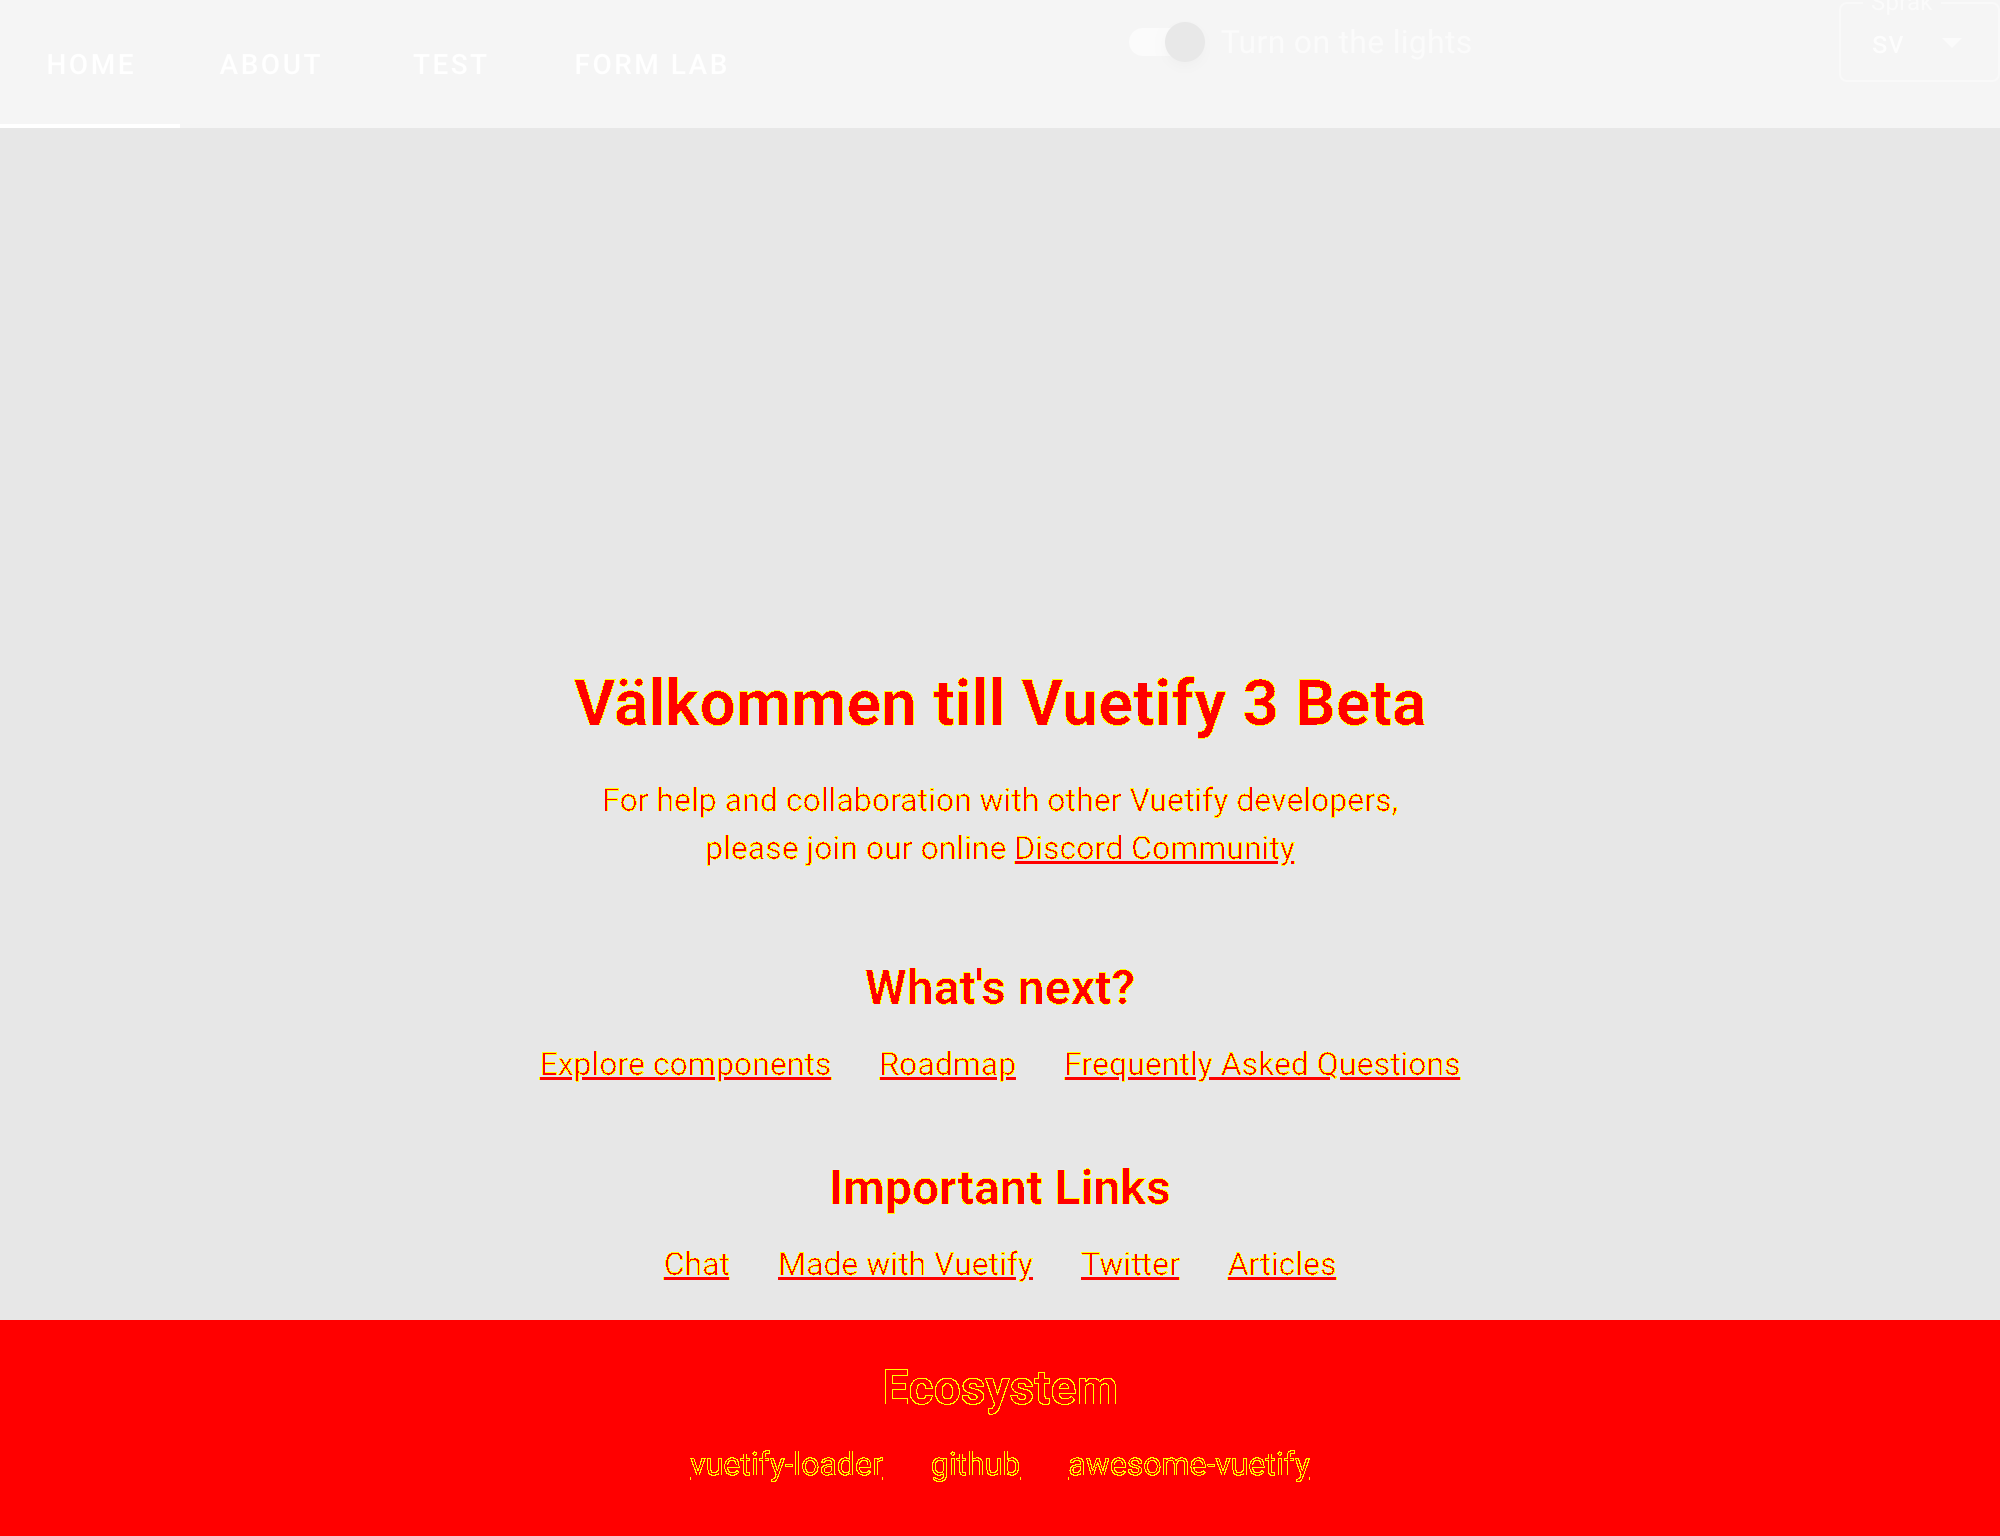 Språk
HOME ABOUT TEST FORM LAB Turn on the lights sv
Välkommen till Vuetify 3 Beta
For help and collaboration with other Vuetify developers,
please join our online Discord Community
What's next?
Explore components Roadmap Frequently Asked Questions
Important Links
Chat Made with Vuetify Twitter Articles
Ecosystem
vuetify-loader github awesome-vuetify